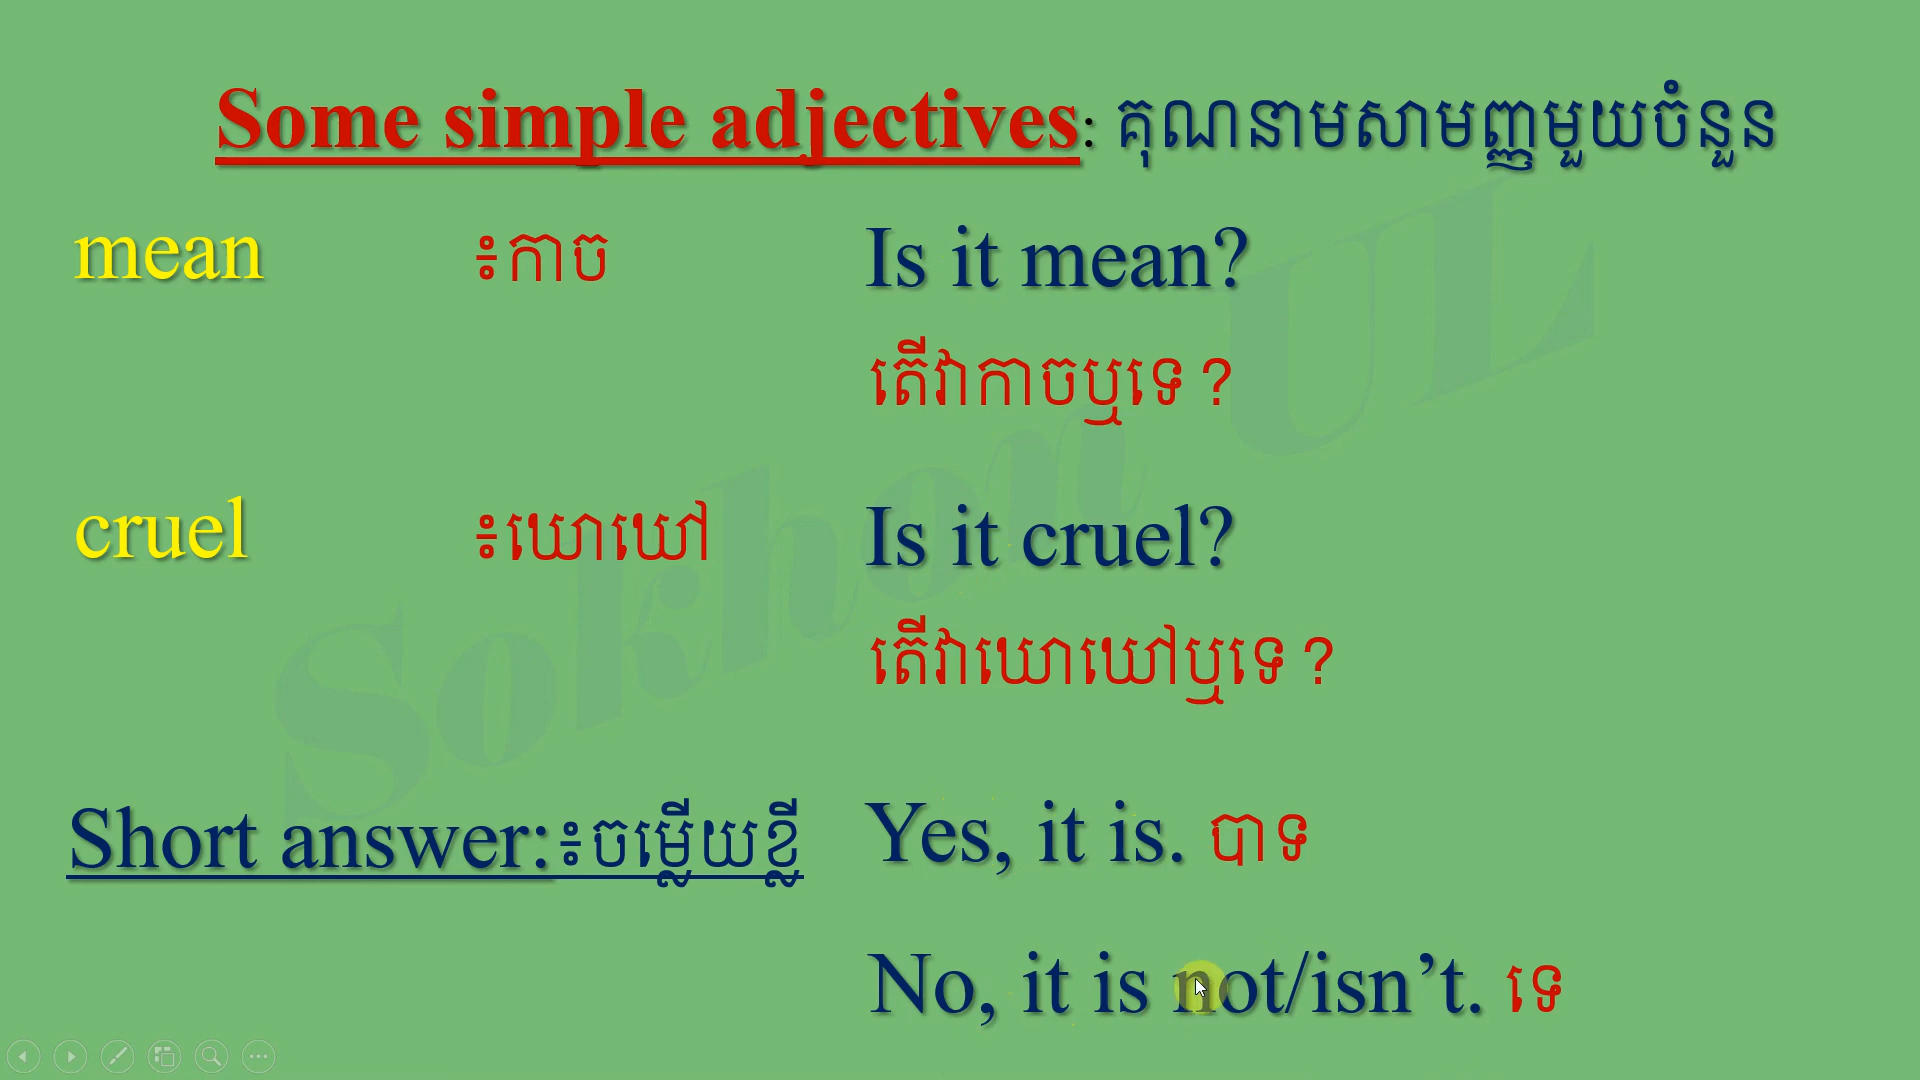 Some simple adjectives: គុណនាមសាមញ្ញមួយចំនួន
mean ៖កាច Is it mean?
តើវាកាចឬទេ?
cruel ៖ឃោឃៅ Is it cruel?
តើវាឃោឃៅឬទេ?
Short answer:៖ចម្លើយខ្លី Yes, it is. បាទ
No, it is not/isn’t. ទេ
Sokhon UL